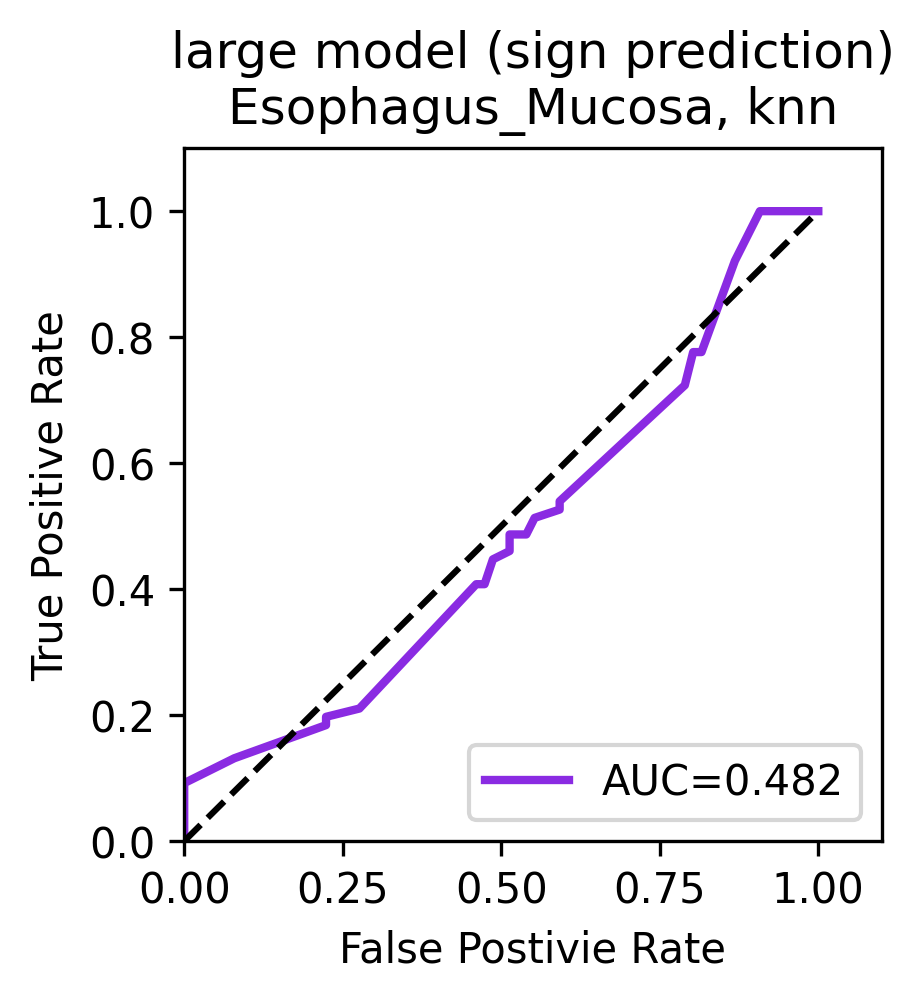 large model (sign prediction)
Esophagus_Mucosa, knn
1.0
0.8
0.6
0.4
0.2
0.0
True Positive Rate
AUC=0.482
0.00 0.25 0.50 0.75 1.00
False Postivie Rate